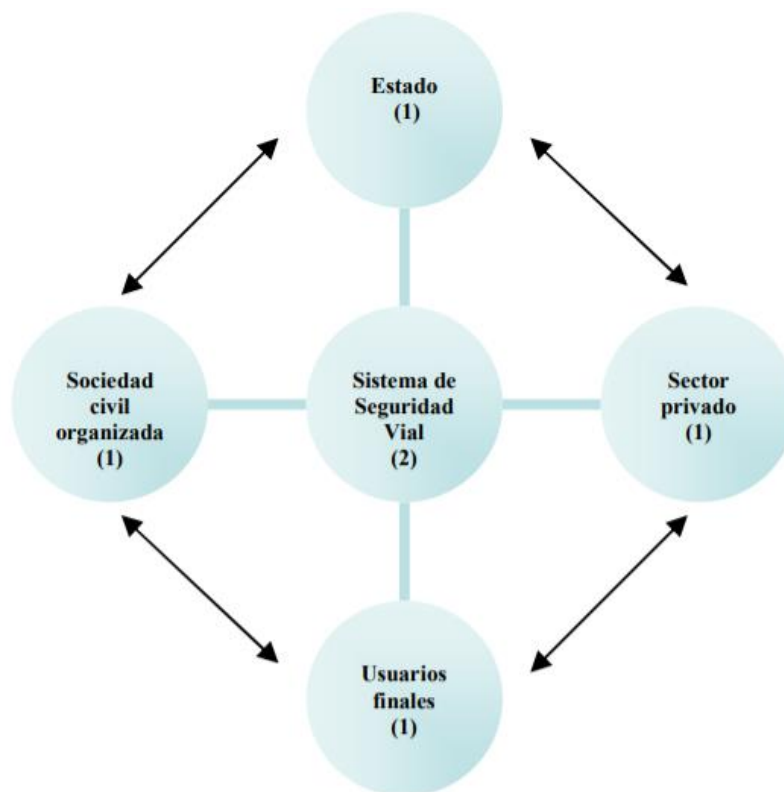 Estado
(1)
Sociedad
civil
organizada
(1)
Sistema de
Seguridad
Vial
(2)
Sector
privado
(1)
Usuarios
finales
(1)